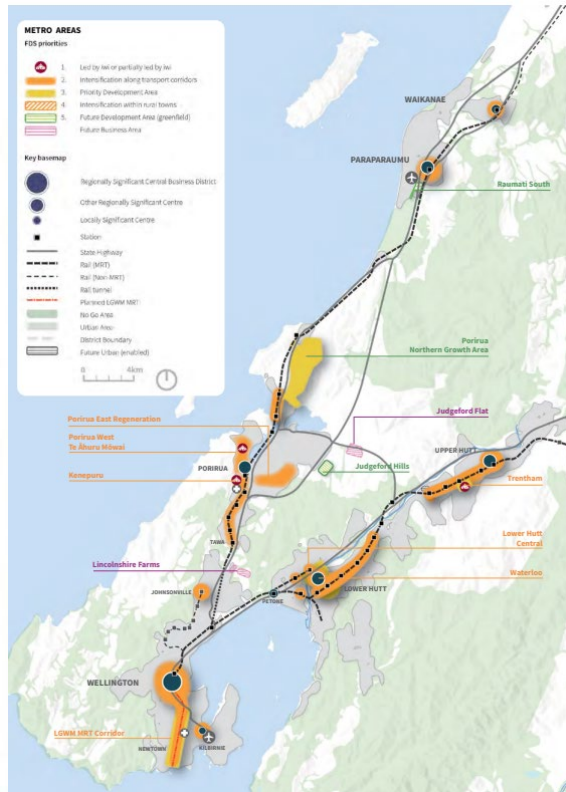 METRO AREAS
FDS priorities
1. Led by iwi or partially led by iwi
2. Intensification along transport corridors
3. Priority Development Area
4. Intensification within rural towns
5. Future Development Area (greenfield)
Future Business Area
Key basemap
Regionally Significant Central Business District
Other Regionally Significant Centre
Locally Significant Centre
Station
State Highway
Rail (MRT)
Rail (Non-MRT)
Rail tunnel
Planned LGWM MRT
No Go Area
Urban Area
District Boundary
Future Urban (enabled)
0 4km
WAIKANAE
PARAPARAUMU
Raumati South
Porirua
Northern Growth Area
Porirua East Regeneration
Judgeford Flat
Porirua West
Te Āhuru Mōwai
PORIRUA
Judgeford Hills
UPPER HUTT
Kenepuru
Trentham
TAWA
Lower Hutt
Central
Lincolnshire Farms
Waterloo
JOHNSONVILLE
PETONE
LOWER HUTT
WELLINGTON
LGWM MRT Corridor
NEWTOWN
KILBIRNIE